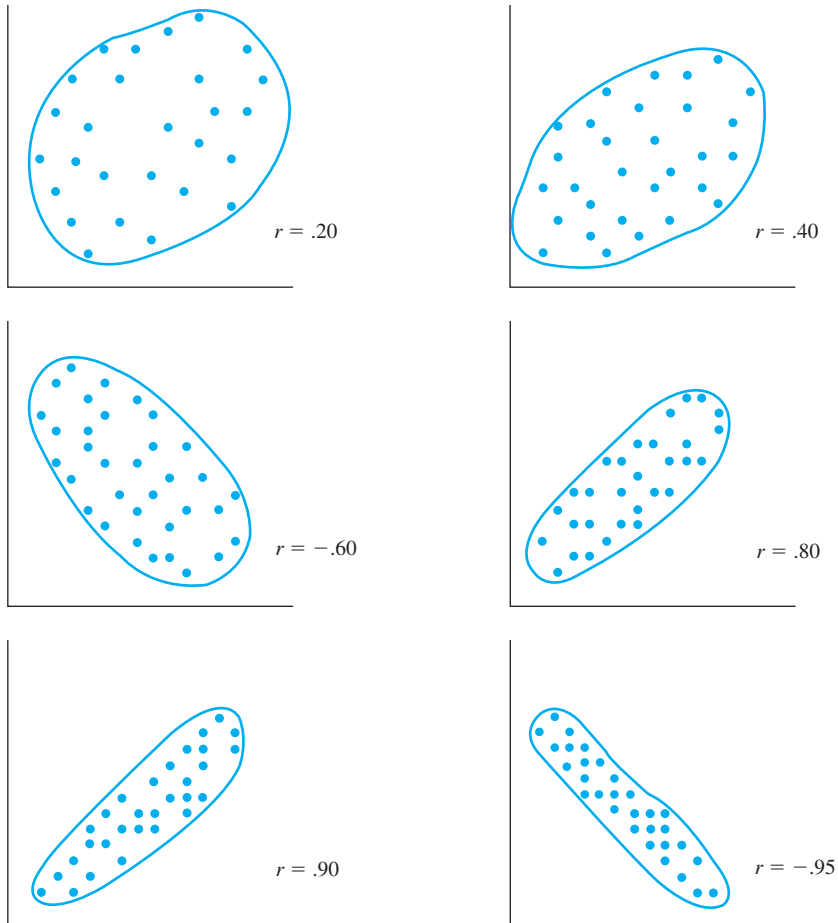 r = .20
r = .40
r = −.60
r = .80
r = .90
r = −.95